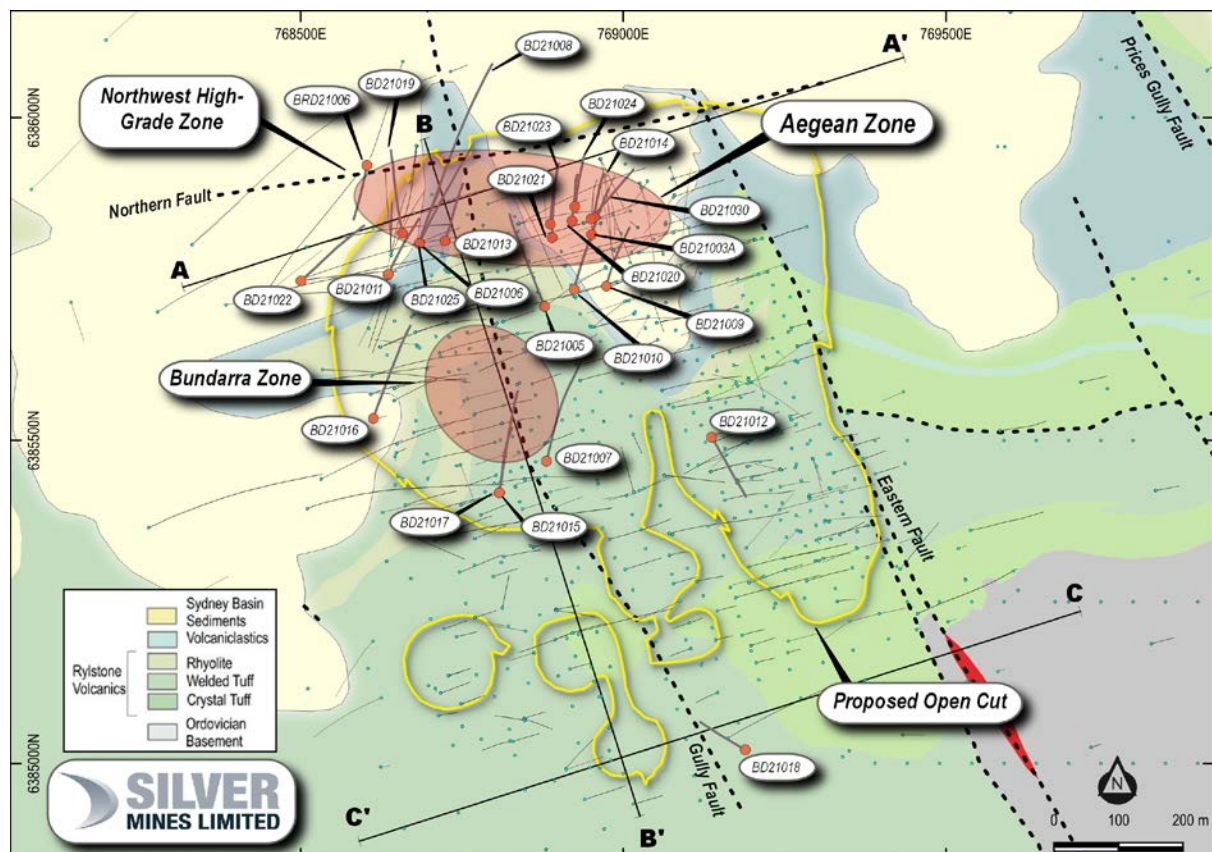 768500E
769000E
769500E
6386000N
6385500N
6385000N
BD21008
A'
BD21019
BRD21006
Northwest High-
Grade Zone
B
BD21024
BD21023
BD21014
Aegean Zone
Prices Gully Fault
BD21021
Northern Fault
BD21030
BD21013
BD21003A
A
BD21020
BD21022
BD21011
BD21025
BD21006
BD21009
BD21005
BD21010
Bundarra Zone
BD21016
BD21012
BD21007
BD21017
BD21015
Eastern Fault
Sydney Basin
Sediments
Volcaniclastics
Rylstone
Volcanics
Rhyolite
Welded Tuff
Crystal Tuff
Ordovician
Basement
C
Proposed Open Cut
Gully Fault
BD21018
SILVER
MINES LIMITED
C'
B'
N
0 100 200 m